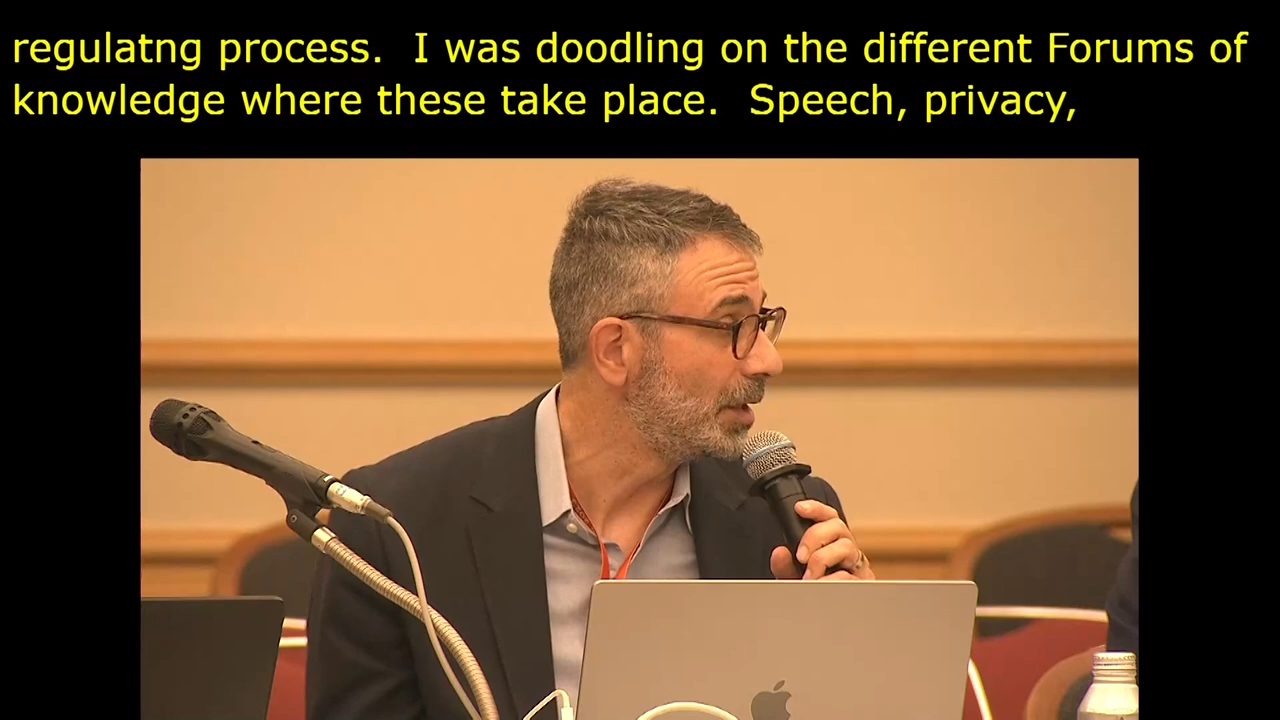 regulatng process.  I was doodling on the different Forums of
knowledge where these take place.  Speech, privacy,